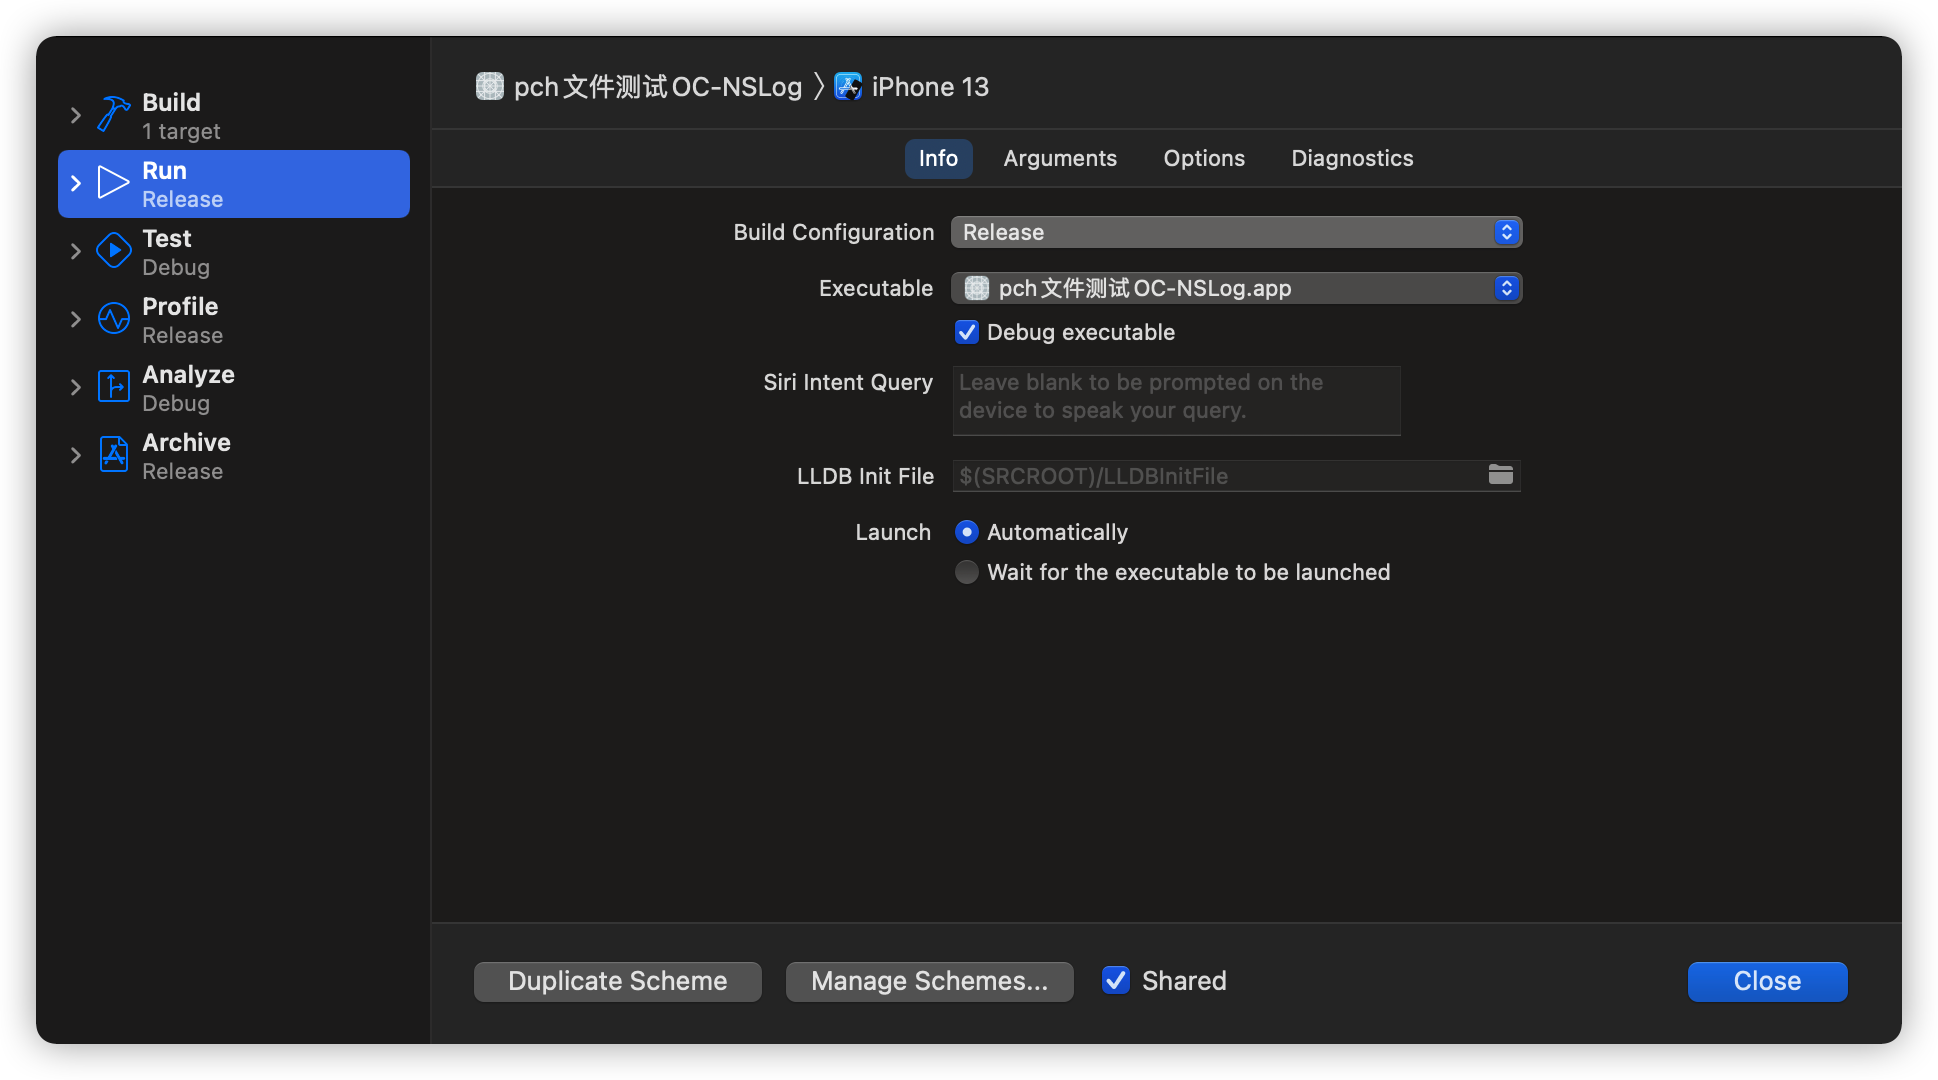 Build
1 target
Run
Release
Test
Debug
Profile
Release
Analyze
Debug
Archive
Release
pch文件测试OC-NSLog 〉 iPhone 13
Info Arguments Options Diagnostics
Build Configuration Release
Executable pch文件测试OC-NSLog.app
Debug executable
Siri Intent Query Leave blank to be prompted on the
device to speak your query.
LLDB Init File $(SRCROOT)/LLDBInitFile
Launch Automatically
Wait for the executable to be launched
Duplicate Scheme Manage Schemes... Shared Close